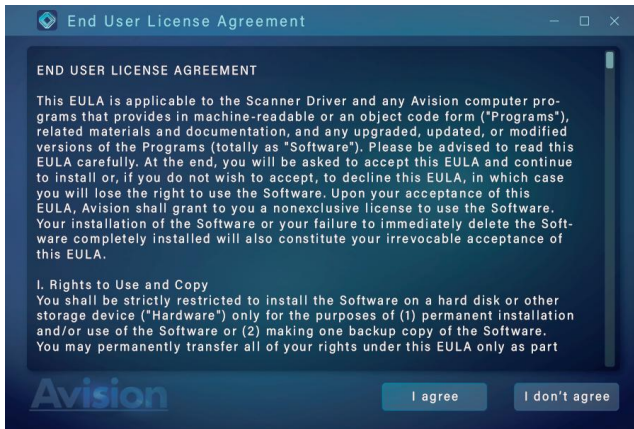 End User License Agreement
END USER LICENSE AGREEMENT
This EULA is applicable to the Scanner Driver and any Avision computer pro-
grams that provides in machine-readable or an object code form ("Programs"),
related materials and documentation, and any upgraded, updated, or modified
versions of the Programs (totally as "Software"). Please be advised to read this
EULA carefully. At the end, you will be asked to accept this EULA and continue
to install or, if you do not wish to accept, to decline this EULA, in which case
you will lose the right to use the Software. Upon your acceptance of this
EULA, Avision shall grant to you a nonexclusive license to use the Software.
Your installation of the Software or your failure to immediately delete the Soft-
ware completely installed will also constitute your irrevocable acceptance of
this EULA.
I. Rights to Use and Copy
You shall be strictly restricted to install the Software on a hard disk or other
storage device ("Hardware") only for the purposes of (1) permanent installation
and/or use of the Software or (2) making one backup copy of the Software.
You may permanently transfer all of your rights under this EULA only as part
Avision
I agree
I don't agree